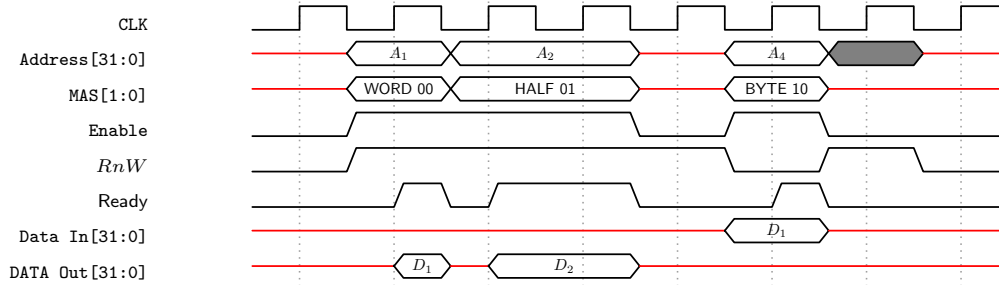 CLK
Address[31:0] A1 A2 A4
MAS[1:0] WORD 00 HALF 01 BYTE 10
Enable
RnW
Ready
Data In[31:0] D1
DATA Out[31:0] D1 D2